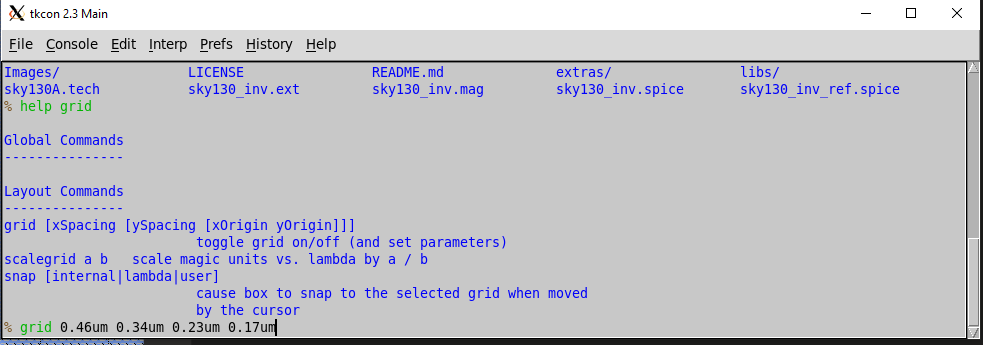 tkcon 2.3 Main
File Console Edit Interp Prefs History Help
Images/ LICENSE README.md extras/ libs/
sky130A.tech sky130_inv.ext sky130_inv.mag sky130_inv.spice sky130_inv_ref.spice
% help grid
Global Commands
---------------
Layout Commands
---------------
grid [xSpacing [ySpacing [xOrigin yOrigin]]]
toggle grid on/off (and set parameters)
scalegrid a b scale magic units vs. lambda by a / b
snap [internal|lambda|user]
cause box to snap to the selected grid when moved
by the cursor
% grid 0.46um 0.34um 0.23um 0.17um